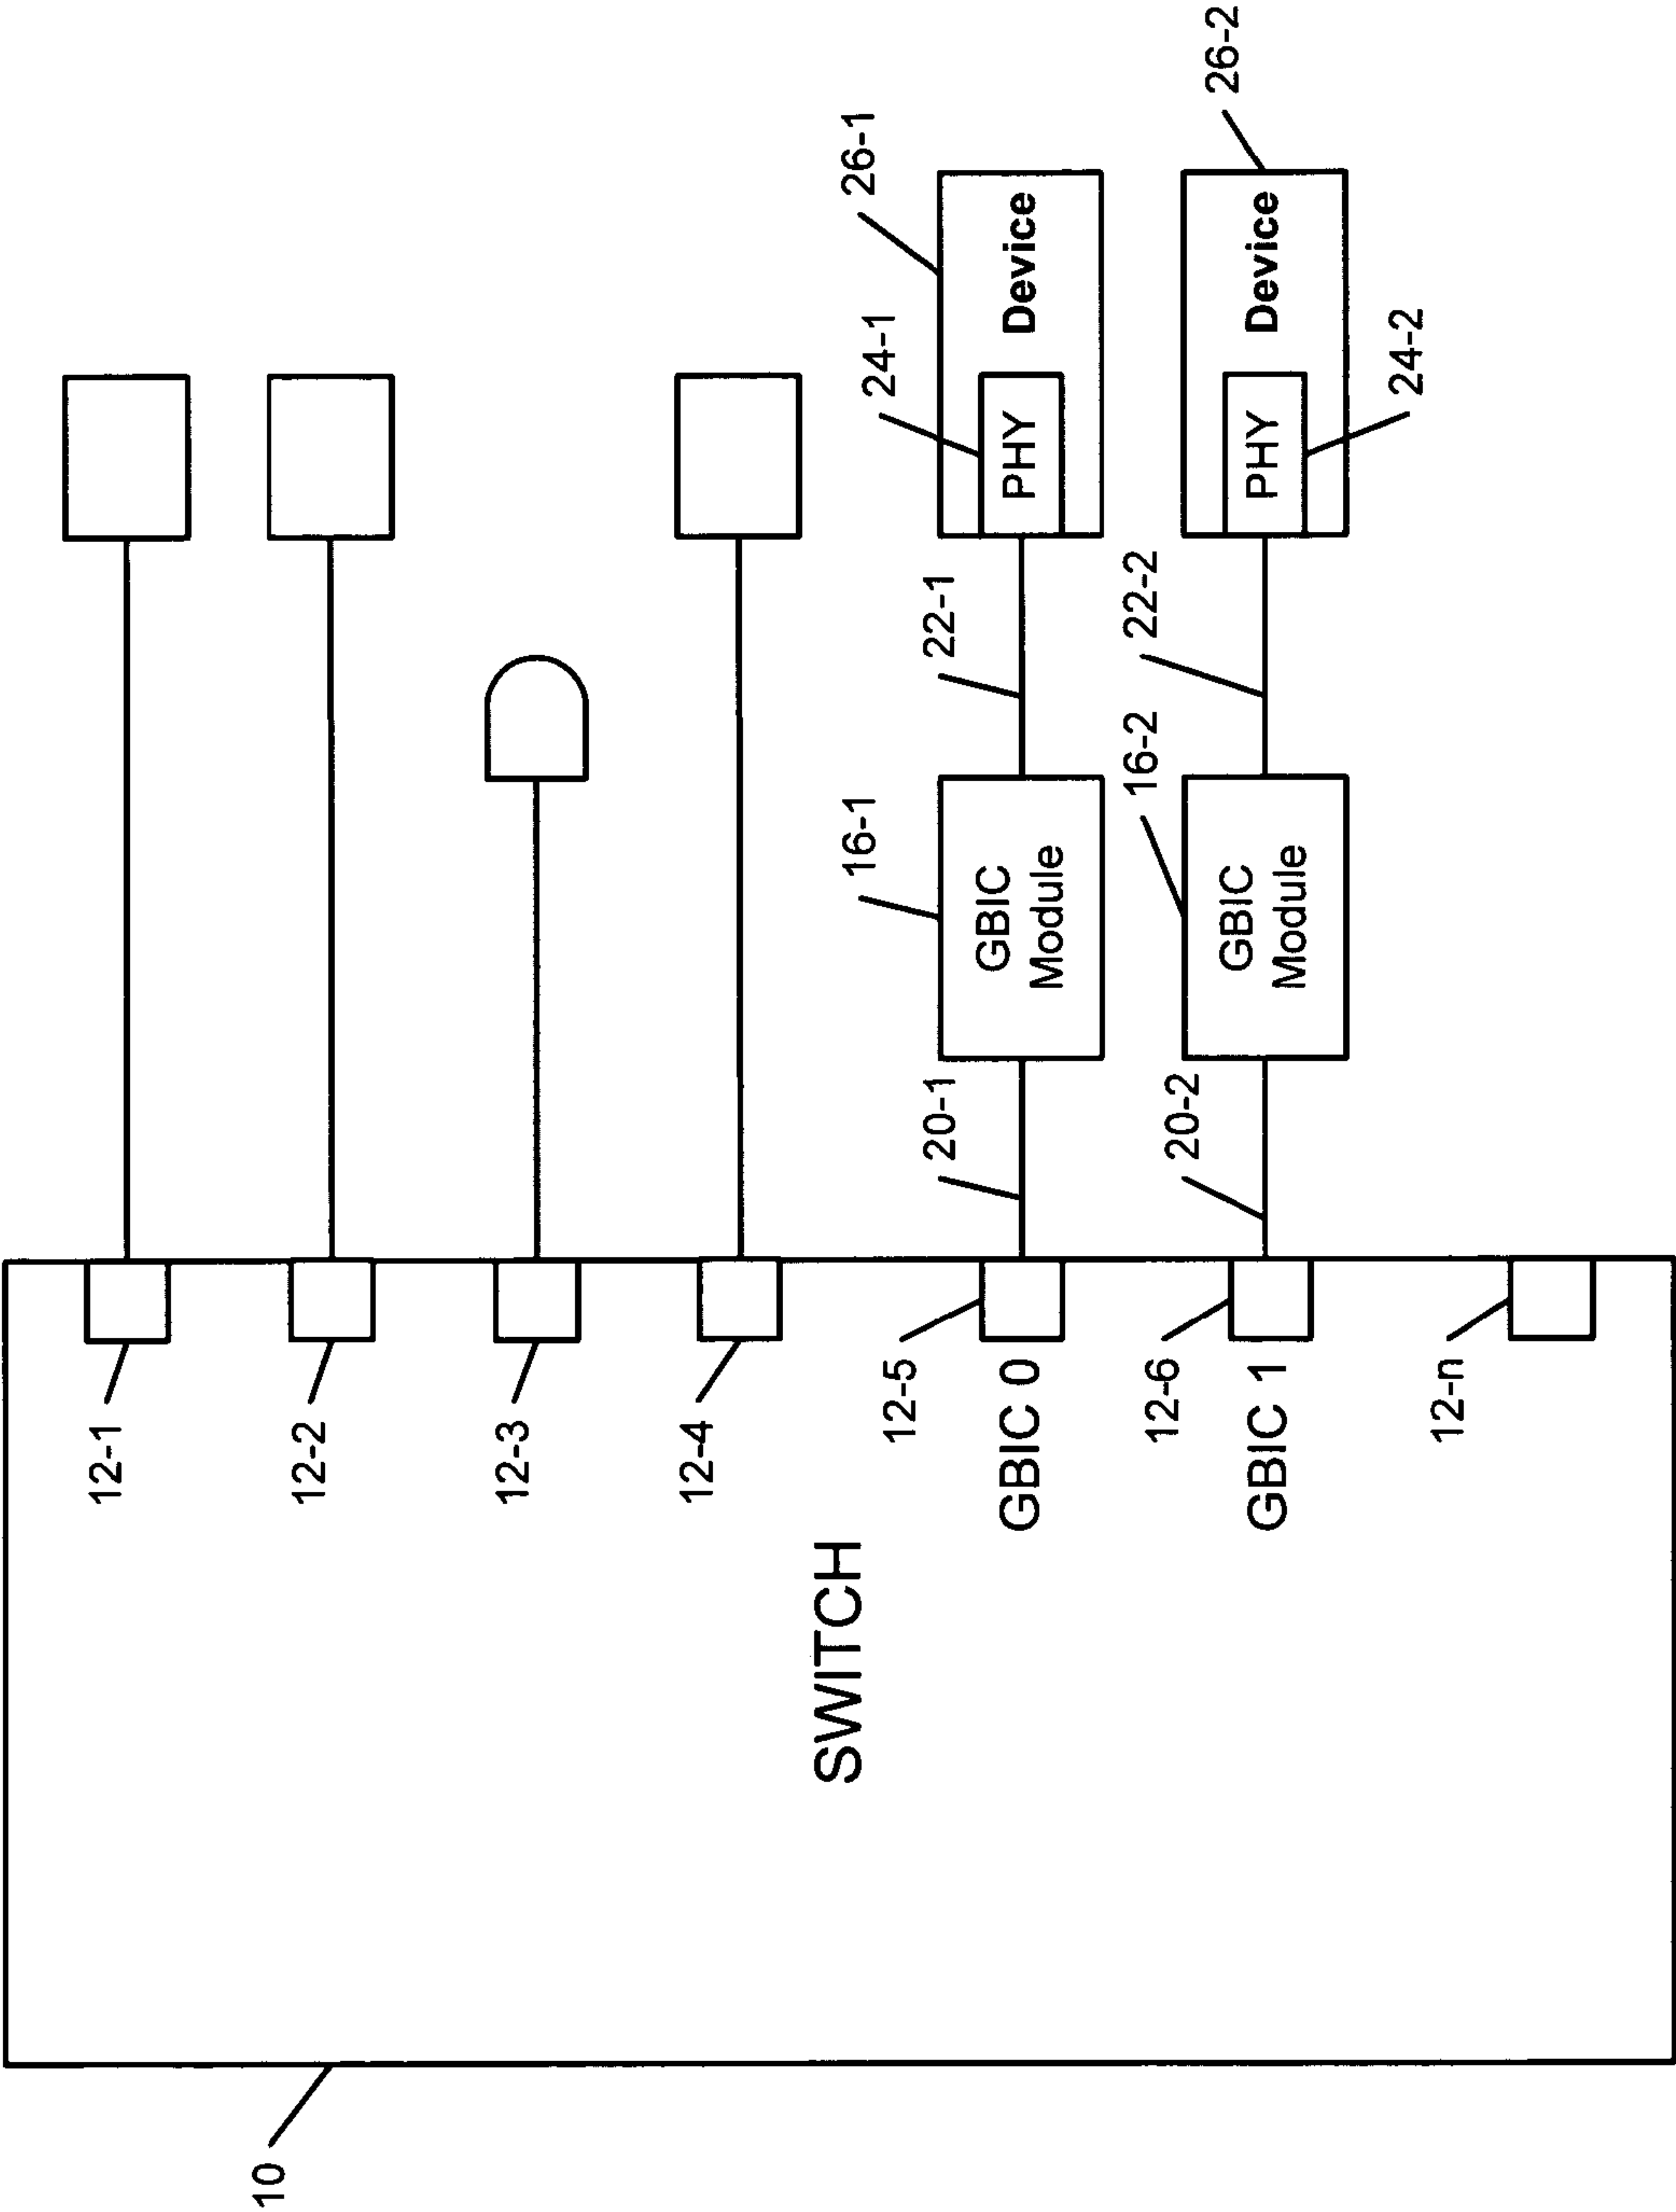 10
SWITCH
12-1
12-2
12-3
12-4
12-5
GBIC 0
12-6
GBIC 1
12-n
20-1
16-1
GBIC
Module
22-1
24-1
PHY
Device
26-1
20-2
16-2
GBIC
Module
22-2
24-2
PHY
Device
26-2